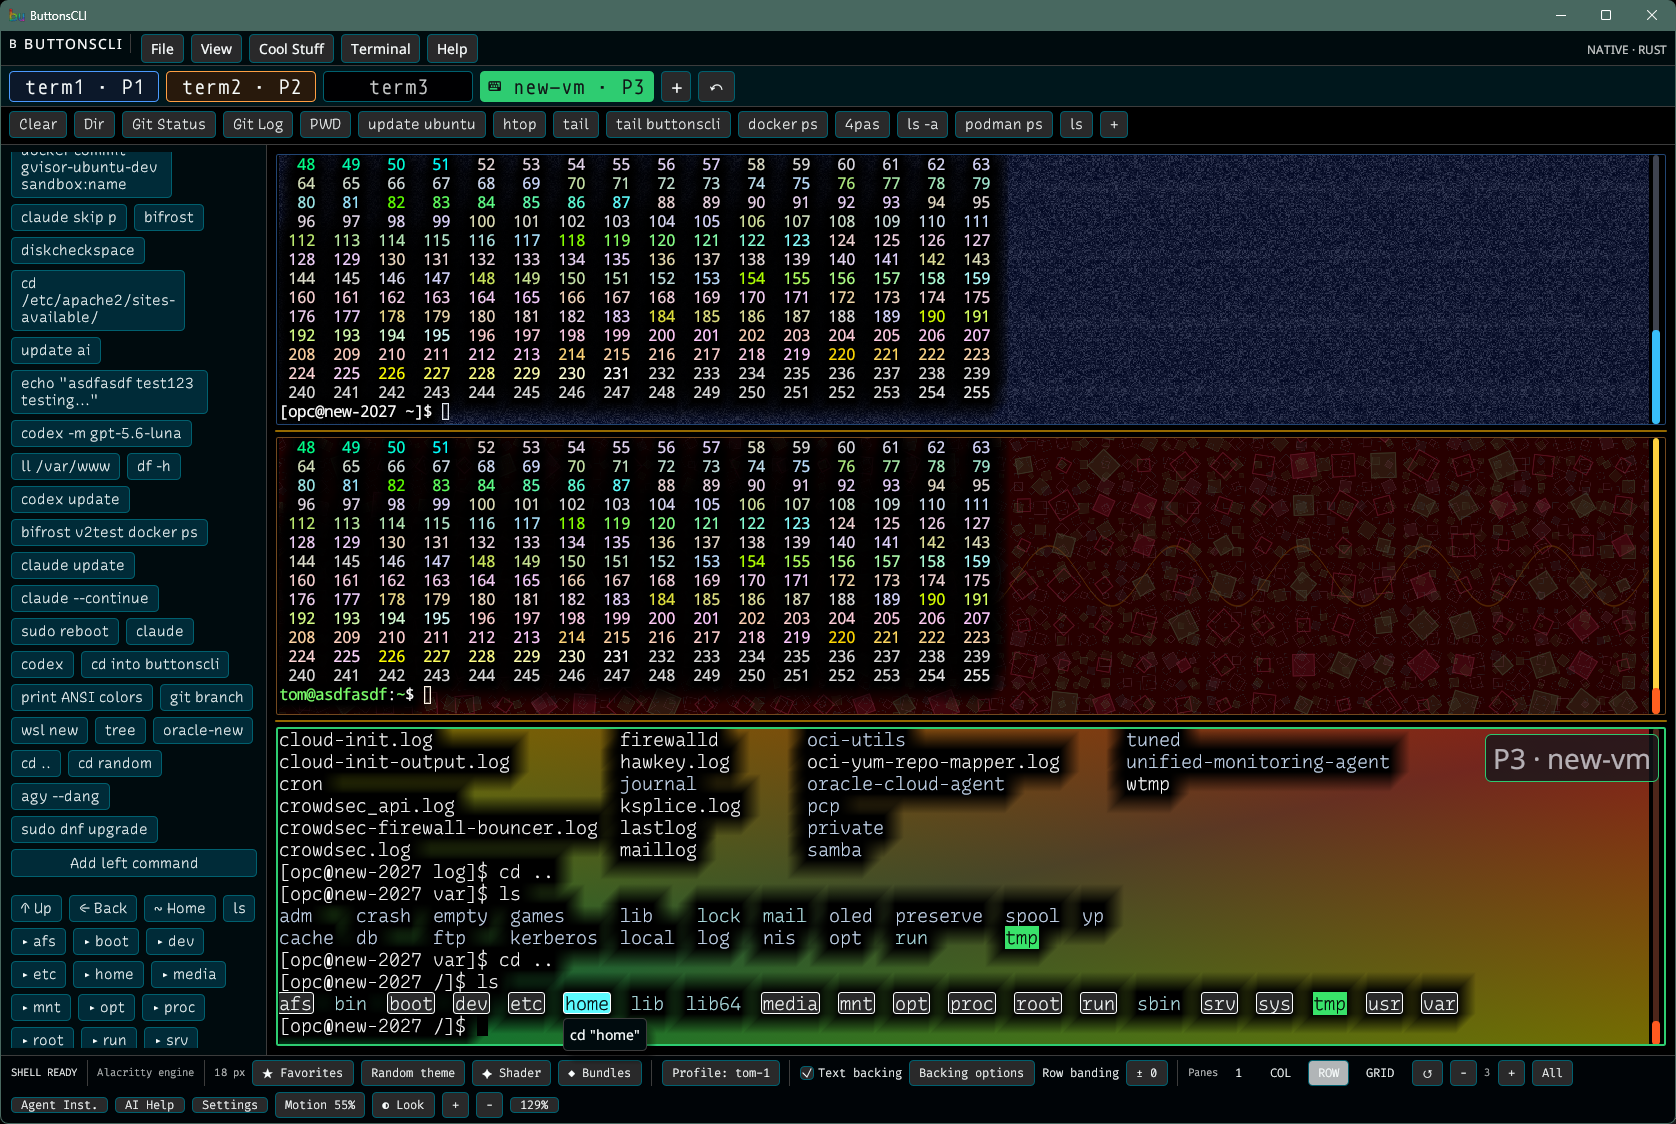 ButtonsCLI
B BUTTONSCLI File View Cool Stuff Terminal Help NATIVE · RUST
term1 · P1 term2 · P2 term3 new-vm · P3 + ↶
Clear Dir Git Status Git Log PWD update ubuntu htop tail tail buttonscli docker ps 4pas ls -a podman ps ls +
docker commit
gvisor-ubuntu-dev
sandbox:name
claude skip p bifrost
diskcheckspace
cd
/etc/apache2/sites-
available/
update ai
echo "asdfasdf test123
testing..."
codex -m gpt-5.6-luna
ll /var/www df -h
codex update
bifrost v2test docker ps
claude update
claude --continue
sudo reboot claude
codex cd into buttonscli
print ANSI colors git branch
wsl new tree oracle-new
cd .. cd random
agy --dang
sudo dnf upgrade
Add left command
↑ Up ← Back ~ Home ls
▸ afs ▸ boot ▸ dev
▸ etc ▸ home ▸ media
▸ mnt ▸ opt ▸ proc
▸ root ▸ run ▸ srv
48 49 50 51 52 53 54 55 56 57 58 59 60 61 62 63
64 65 66 67 68 69 70 71 72 73 74 75 76 77 78 79
80 81 82 83 84 85 86 87 88 89 90 91 92 93 94 95
96 97 98 99 100 101 102 103 104 105 106 107 108 109 110 111
112 113 114 115 116 117 118 119 120 121 122 123 124 125 126 127
128 129 130 131 132 133 134 135 136 137 138 139 140 141 142 143
144 145 146 147 148 149 150 151 152 153 154 155 156 157 158 159
160 161 162 163 164 165 166 167 168 169 170 171 172 173 174 175
176 177 178 179 180 181 182 183 184 185 186 187 188 189 190 191
192 193 194 195 196 197 198 199 200 201 202 203 204 205 206 207
208 209 210 211 212 213 214 215 216 217 218 219 220 221 222 223
224 225 226 227 228 229 230 231 232 233 234 235 236 237 238 239
240 241 242 243 244 245 246 247 248 249 250 251 252 253 254 255
[opc@new-2027 ~]$
48 49 50 51 52 53 54 55 56 57 58 59 60 61 62 63
64 65 66 67 68 69 70 71 72 73 74 75 76 77 78 79
80 81 82 83 84 85 86 87 88 89 90 91 92 93 94 95
96 97 98 99 100 101 102 103 104 105 106 107 108 109 110 111
112 113 114 115 116 117 118 119 120 121 122 123 124 125 126 127
128 129 130 131 132 133 134 135 136 137 138 139 140 141 142 143
144 145 146 147 148 149 150 151 152 153 154 155 156 157 158 159
160 161 162 163 164 165 166 167 168 169 170 171 172 173 174 175
176 177 178 179 180 181 182 183 184 185 186 187 188 189 190 191
192 193 194 195 196 197 198 199 200 201 202 203 204 205 206 207
208 209 210 211 212 213 214 215 216 217 218 219 220 221 222 223
224 225 226 227 228 229 230 231 232 233 234 235 236 237 238 239
240 241 242 243 244 245 246 247 248 249 250 251 252 253 254 255
tom@asdfasdf:~$
P3 · new-vm
cloud-init.log firewalld oci-utils tuned
cloud-init-output.log hawkey.log oci-yum-repo-mapper.log unified-monitoring-agent
cron journal oracle-cloud-agent wtmp
crowdsec_api.log ksplice.log pcp
crowdsec-firewall-bouncer.log lastlog private
crowdsec.log maillog samba
[opc@new-2027 log]$ cd ..
[opc@new-2027 var]$ ls
adm crash empty games lib lock mail oled preserve spool yp
cache db ftp kerberos local log nis opt run tmp
[opc@new-2027 var]$ cd ..
[opc@new-2027 /]$ ls
afs bin boot dev etc home lib lib64 media mnt opt proc root run sbin srv sys tmp usr var
[opc@new-2027 /]$
cd "home"
SHELL READY Alacritty engine 18 px ★ Favorites Random theme ✦ Shader ◆ Bundles Profile: tom-1 ✓ Text backing Backing options Row banding ± 0 Panes 1 COL ROW GRID ↺ - 3 + All
Agent Inst. AI Help Settings Motion 55% ◐ Look + - 129%